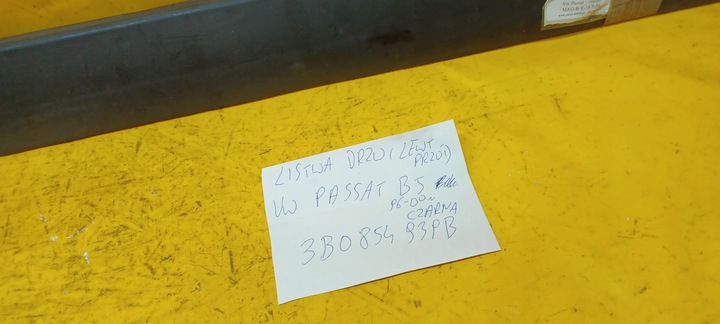 LISTWA DRZWI (LEWY
PRZÓD)
VW PASSAT B5
96-00r
CZARNA
3B0854 93PB